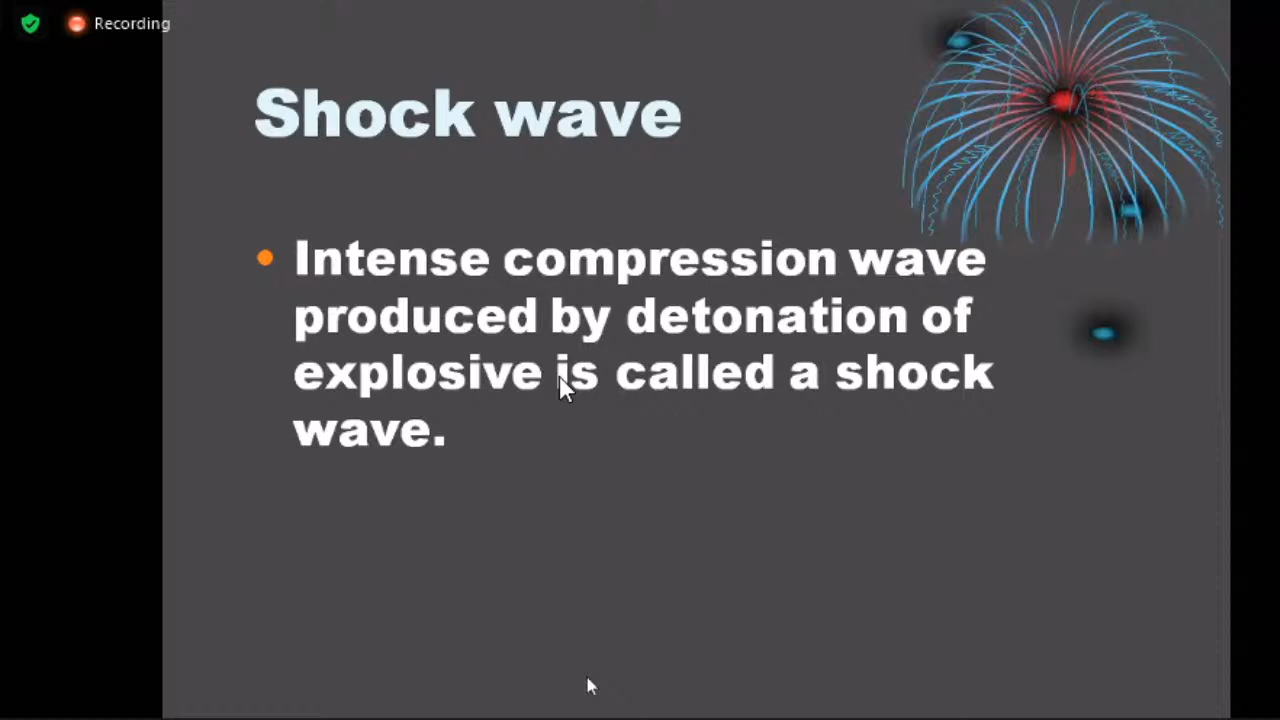 Recording
Shock wave
• Intense compression wave
produced by detonation of
explosive is called a shock
wave.